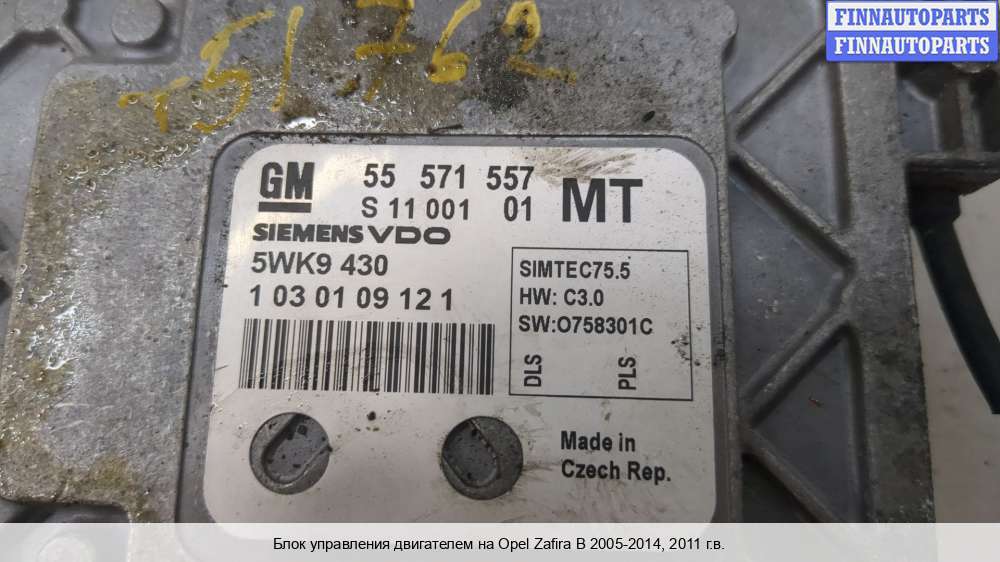 FINNAUTOPARTS
FINNAUTOPARTS
51.762
GM 55 571 557 MT
S 11 001 01
SIEMENS VDO
5WK9 430
1 03 01 09 12 1
SIMTEC75.5
HW: C3.0
SW:O758301C
DLS PLS
Made in
Czech Rep.
Блок управления двигателем на Opel Zafira B 2005-2014, 2011 г.в.